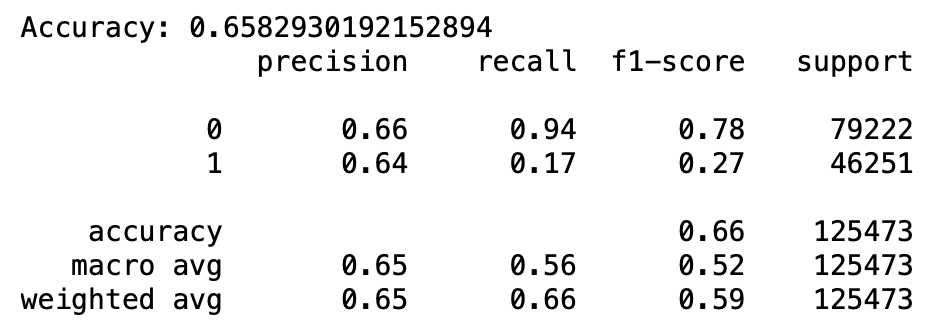 Accuracy: 0.6582930192152894
precision recall f1-score support
0 0.66 0.94 0.78 79222
1 0.64 0.17 0.27 46251
accuracy 0.66 125473
macro avg 0.65 0.56 0.52 125473
weighted avg 0.65 0.66 0.59 125473